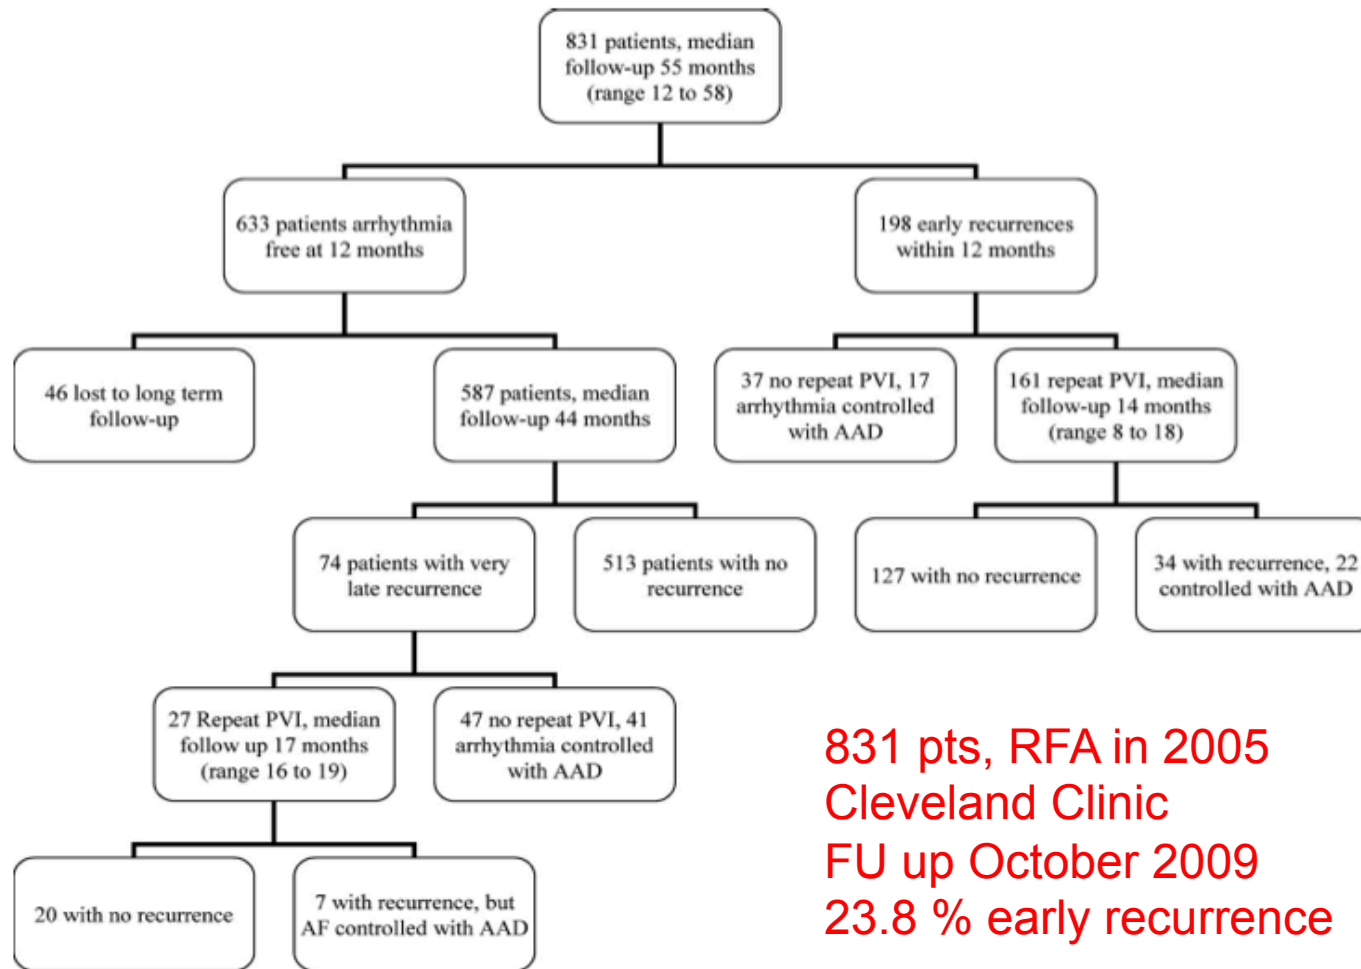 831 patients, median
follow-up 55 months
(range 12 to 58)
633 patients arrhythmia
free at 12 months
198 early recurrences
within 12 months
46 lost to long term
follow-up
587 patients, median
follow-up 44 months
37 no repeat PVI, 17
arrhythmia controlled
with AAD
161 repeat PVI, median
follow-up 14 months
(range 8 to 18)
74 patients with very
late recurrence
513 patients with no
recurrence
127 with no recurrence
34 with recurrence, 22
controlled with AAD
27 Repeat PVI, median
follow up 17 months
(range 16 to 19)
47 no repeat PVI, 41
arrhythmia controlled
with AAD
20 with no recurrence
7 with recurrence, but
AF controlled with AAD
831 pts, RFA in 2005
Cleveland Clinic
FU up October 2009
23.8 % early recurrence